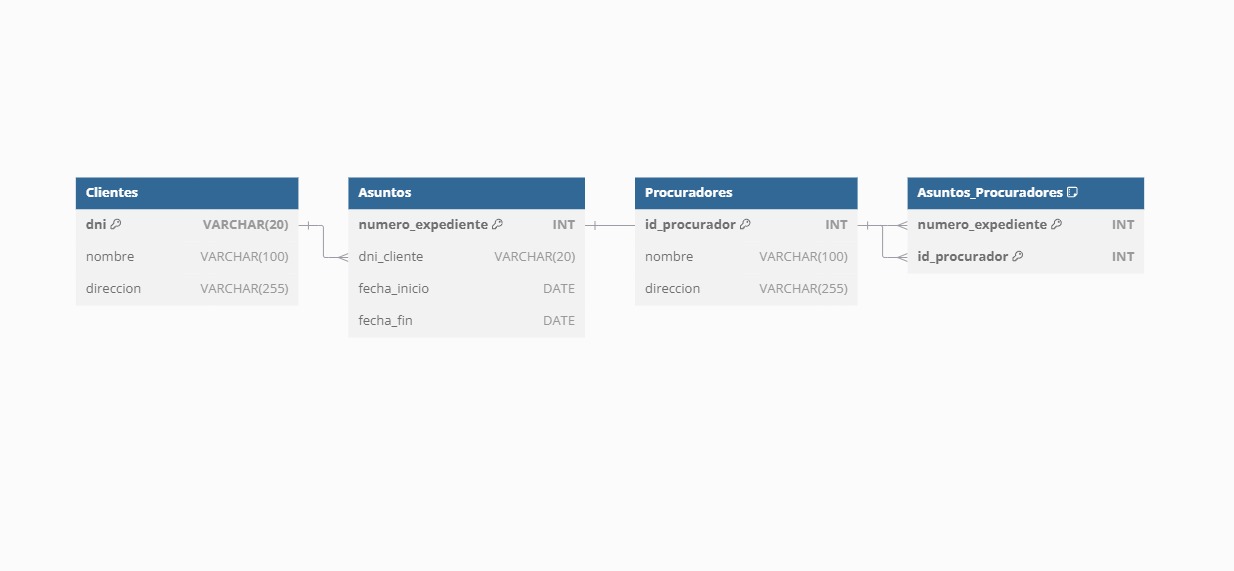 Clientes
dni VARCHAR(20)
nombre VARCHAR(100)
direccion VARCHAR(255)
Asuntos
numero_expediente INT
dni_cliente VARCHAR(20)
fecha_inicio DATE
fecha_fin DATE
Procuradores
id_procurador INT
nombre VARCHAR(100)
direccion VARCHAR(255)
Asuntos_Procuradores
numero_expediente INT
id_procurador INT